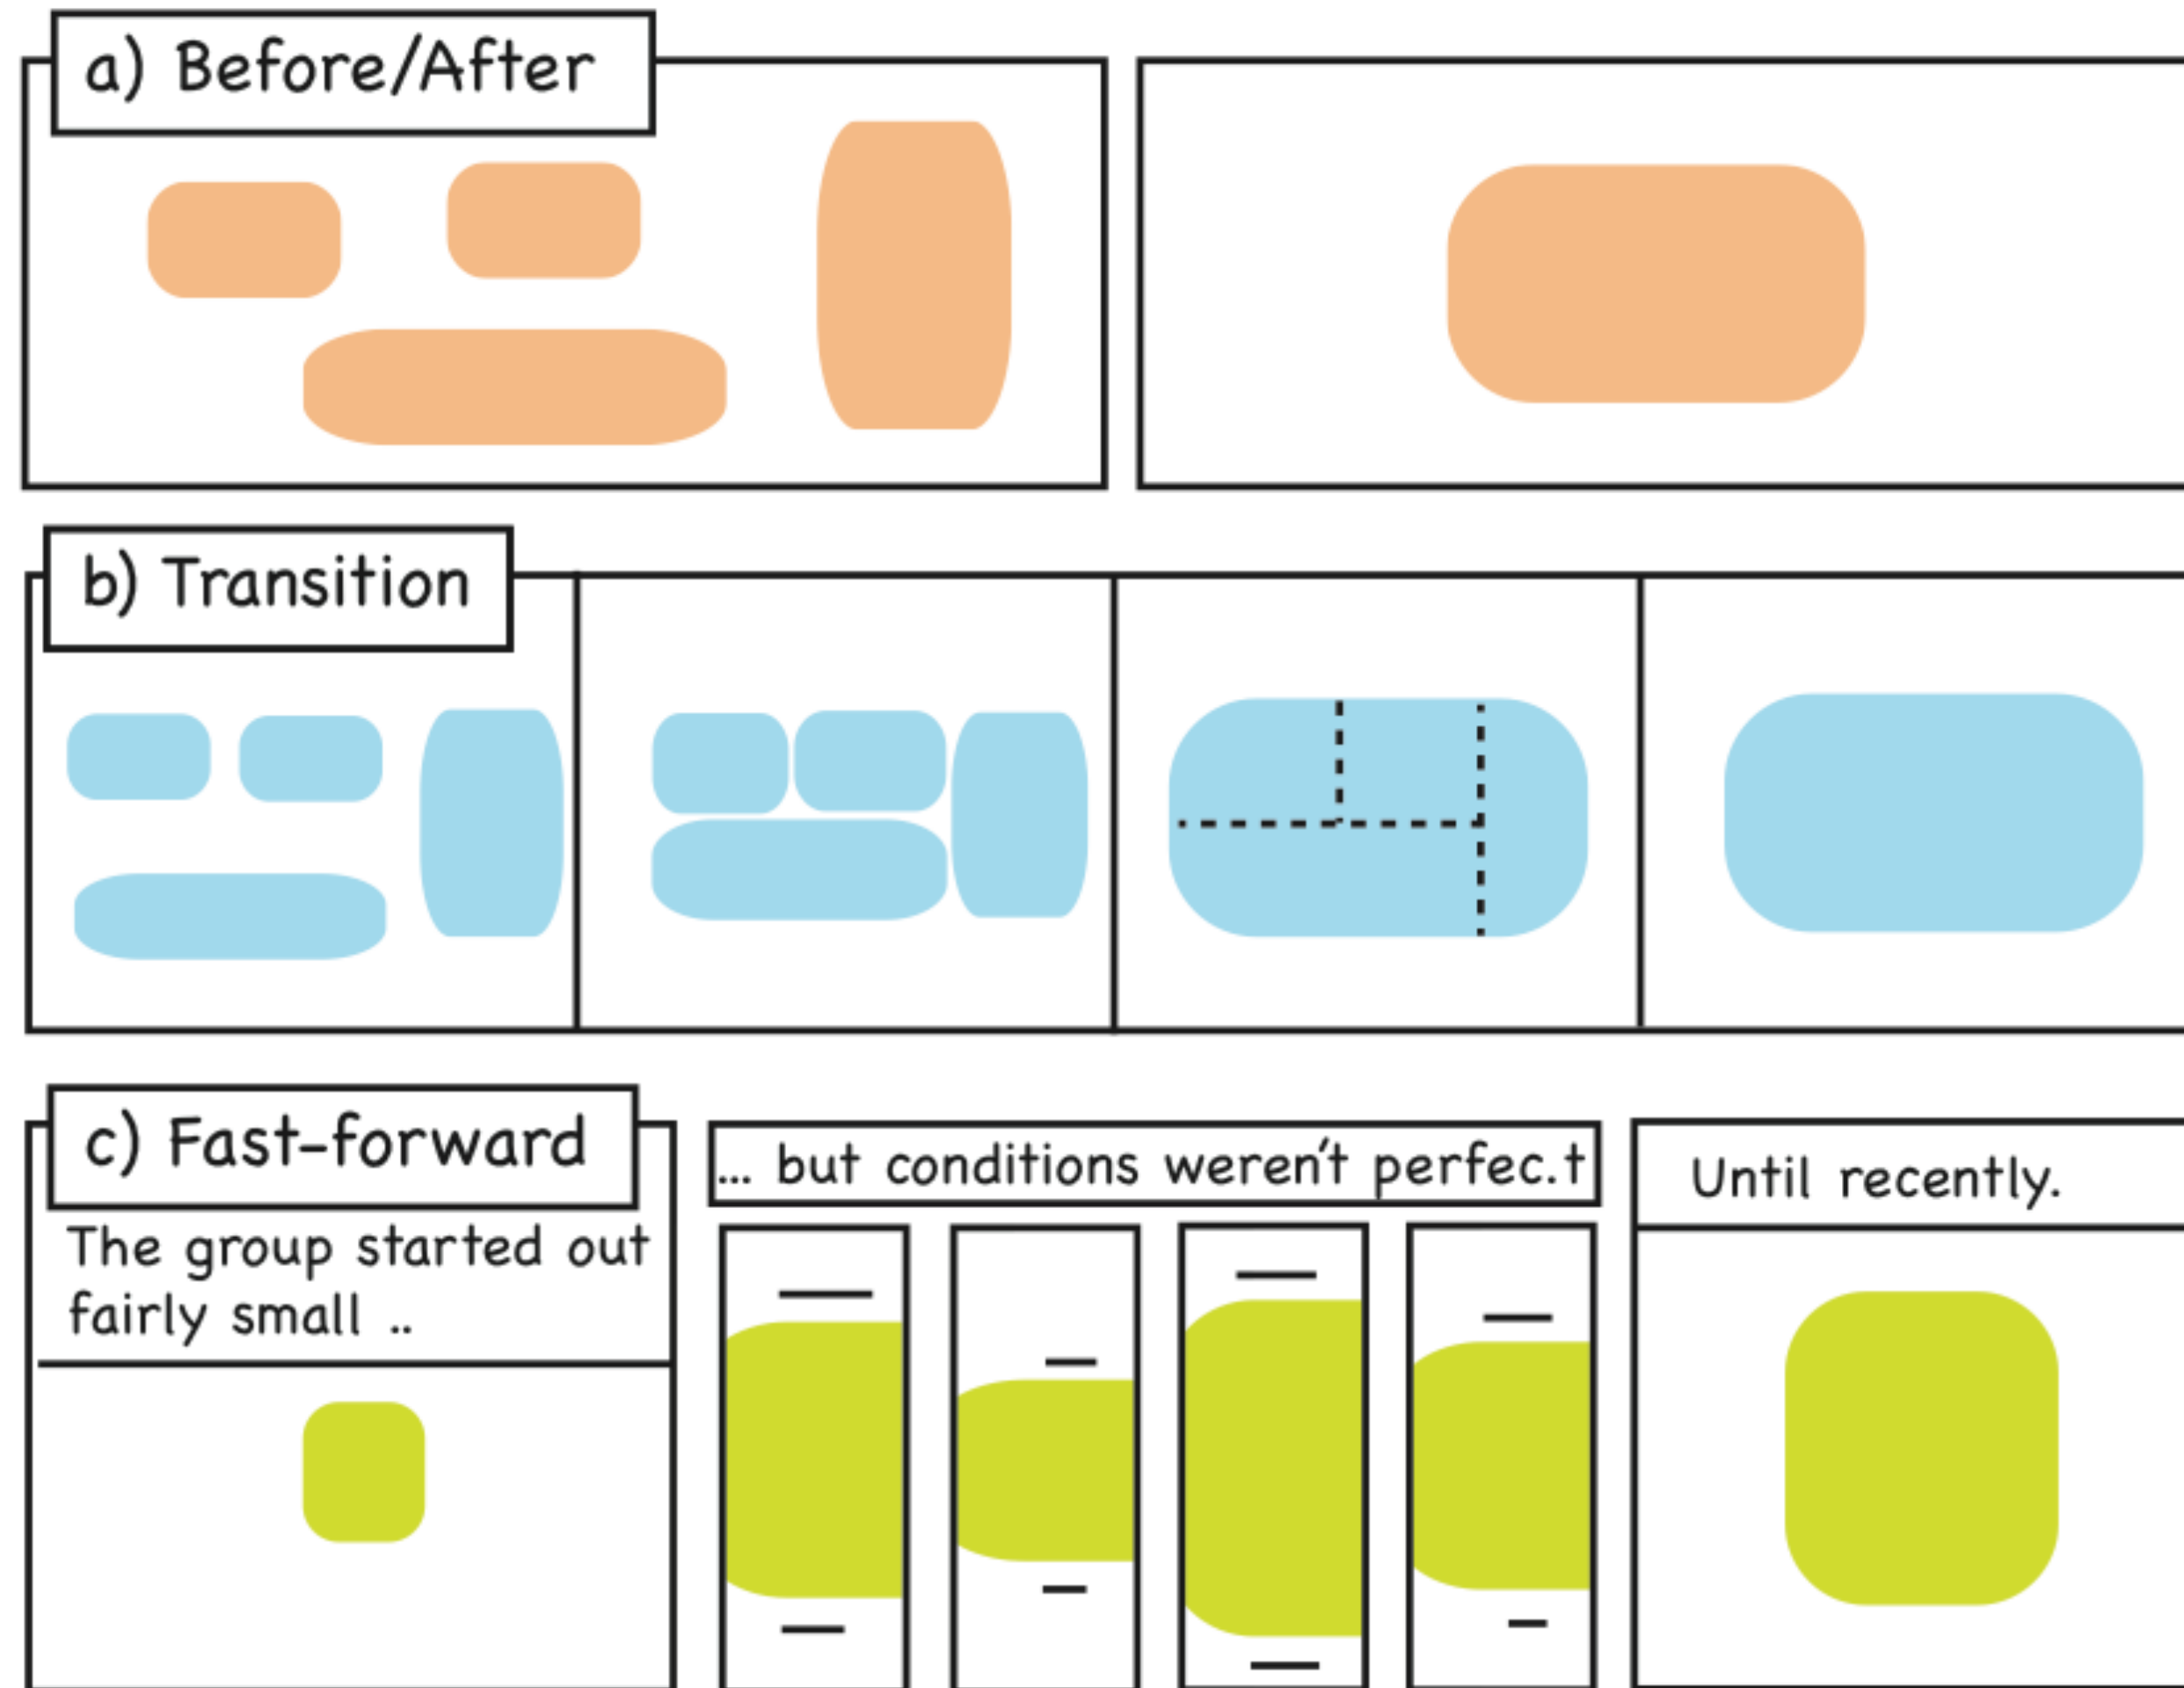 a) Before/After
b) Transition
c) Fast-forward
The group started out
fairly small ..
... but conditions weren't perfec.t
Until recently.